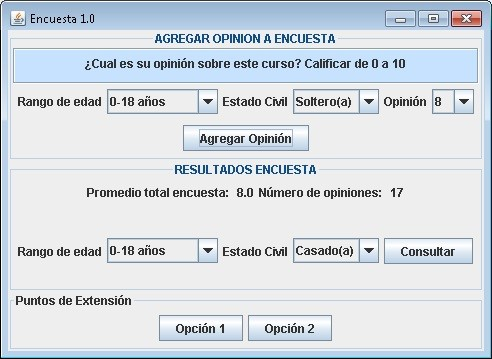 Encuesta 1.0
AGREGAR OPINION A ENCUESTA
¿Cual es su opinión sobre este curso? Calificar de 0 a 10
Rango de edad 0-18 años Estado Civil Soltero(a) Opinión 8
Agregar Opinión
RESULTADOS ENCUESTA
Promedio total encuesta: 8.0 Número de opiniones: 17
Rango de edad 0-18 años Estado Civil Casado(a) Consultar
Puntos de Extensión
Opción 1 Opción 2